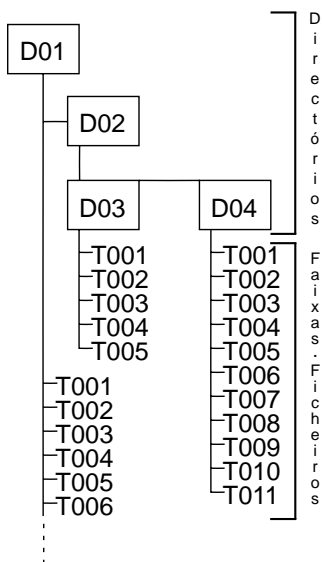 D01
D02
D03
D04
T001
T002
T003
T004
T005
T001
T002
T003
T004
T005
T006
T007
T008
T009
T010
T011
T001
T002
T003
T004
T005
T006
Directórios
Faixas·Ficheiros